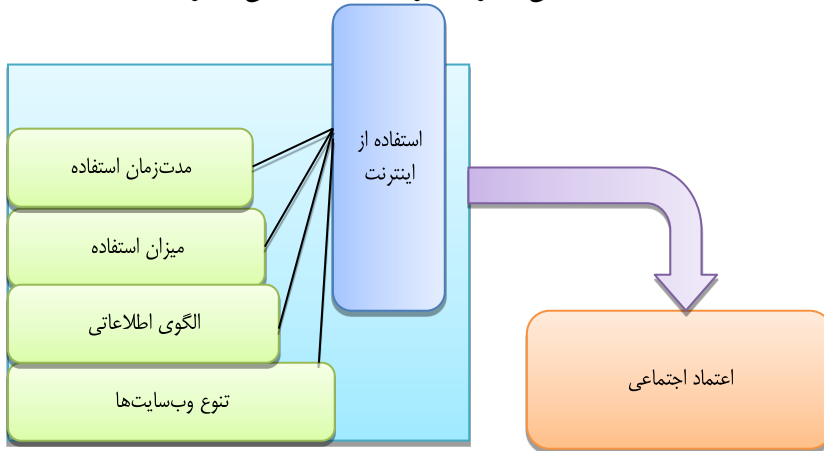 استفاده از
اینترنت
مدت‌زمان استفاده
میزان استفاده
الگوی اطلاعاتی
تنوع وب‌سایت‌ها
اعتماد اجتماعی